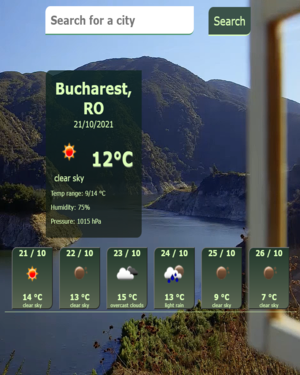 Search for a city
Search
Bucharest,
RO
21/10/2021
12°C
clear sky
Temp range: 9/14 °C
Humidity: 75%
Pressure: 1015 hPa
21 / 10
14 °C
clear sky
22 / 10
13 °C
clear sky
23 / 10
15 °C
overcast clouds
24 / 10
13 °C
light rain
25 / 10
9 °C
clear sky
26 / 10
7 °C
clear sky